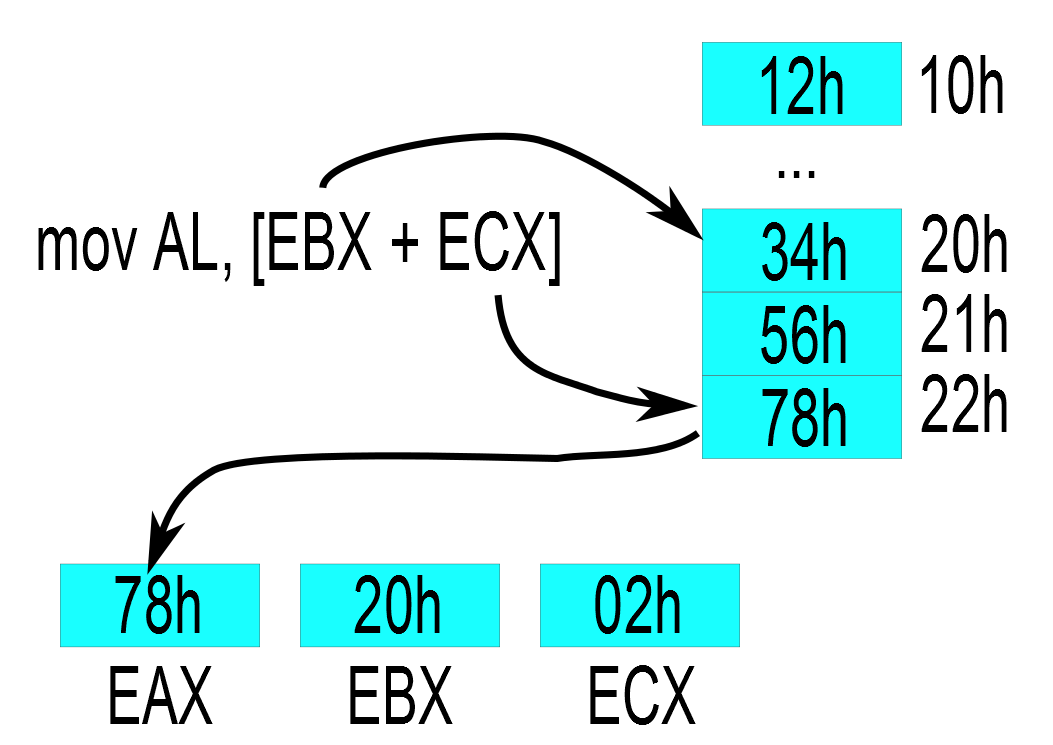 12h 10h
...
mov AL, [EBX + ECX]
34h 20h
56h 21h
78h 22h
78h 20h 02h
EAX EBX ECX